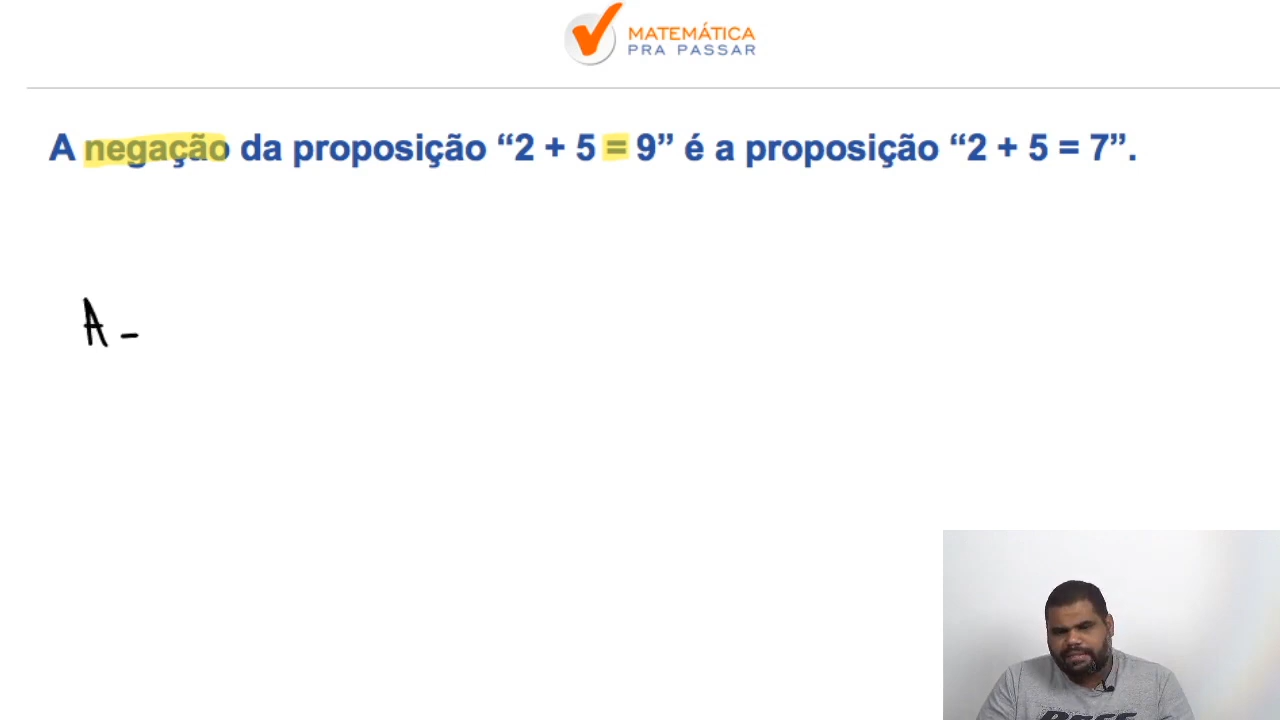 MATEMÁTICA
PRA PASSAR
A negação da proposição “2 + 5 = 9” é a proposição “2 + 5 = 7”.
A -